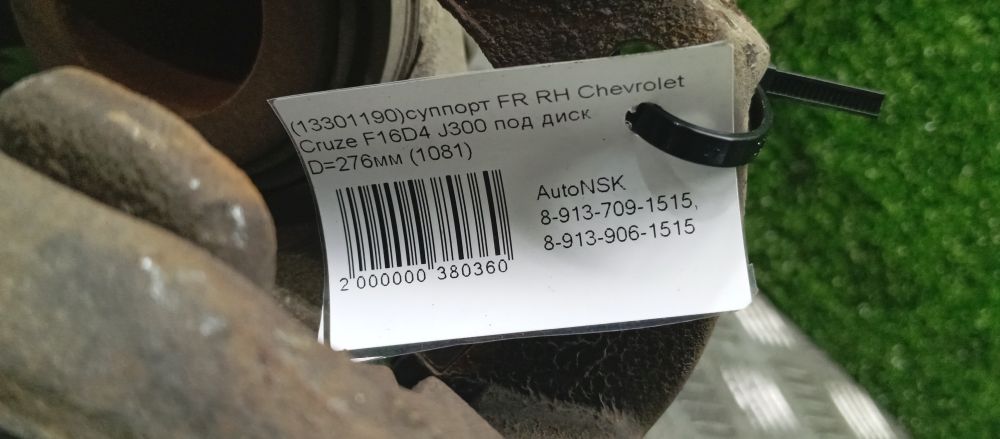 (13301190)суппорт FR RH Chevrolet
Cruze F16D4 J300 под диск
D=276мм (1081)
AutoNSK
8-913-709-1515,
8-913-906-1515
2 000000 380360